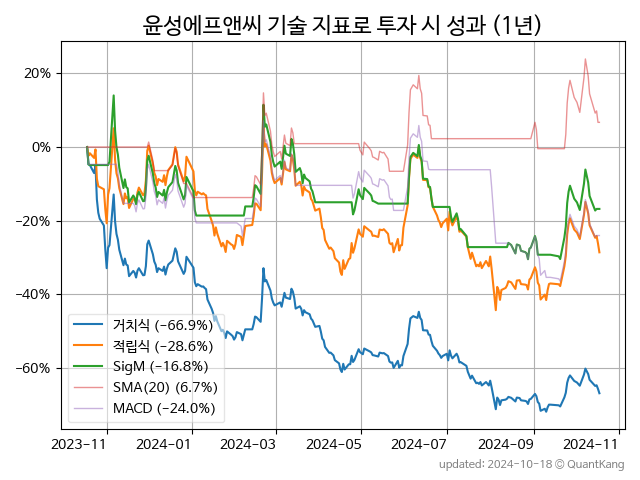 윤성에프앤씨 기술 지표로 투자 시 성과 (1년)
20%
0%
−20%
−40%
−60%
거치식 (−66.9%)
적립식 (−28.6%)
SigM (−16.8%)
SMA(20) (6.7%)
MACD (−24.0%)
2023−11 2024−01 2024−03 2024−05 2024−07 2024−09 2024−11
updated: 2024-10-18 ⓒ QuantKang